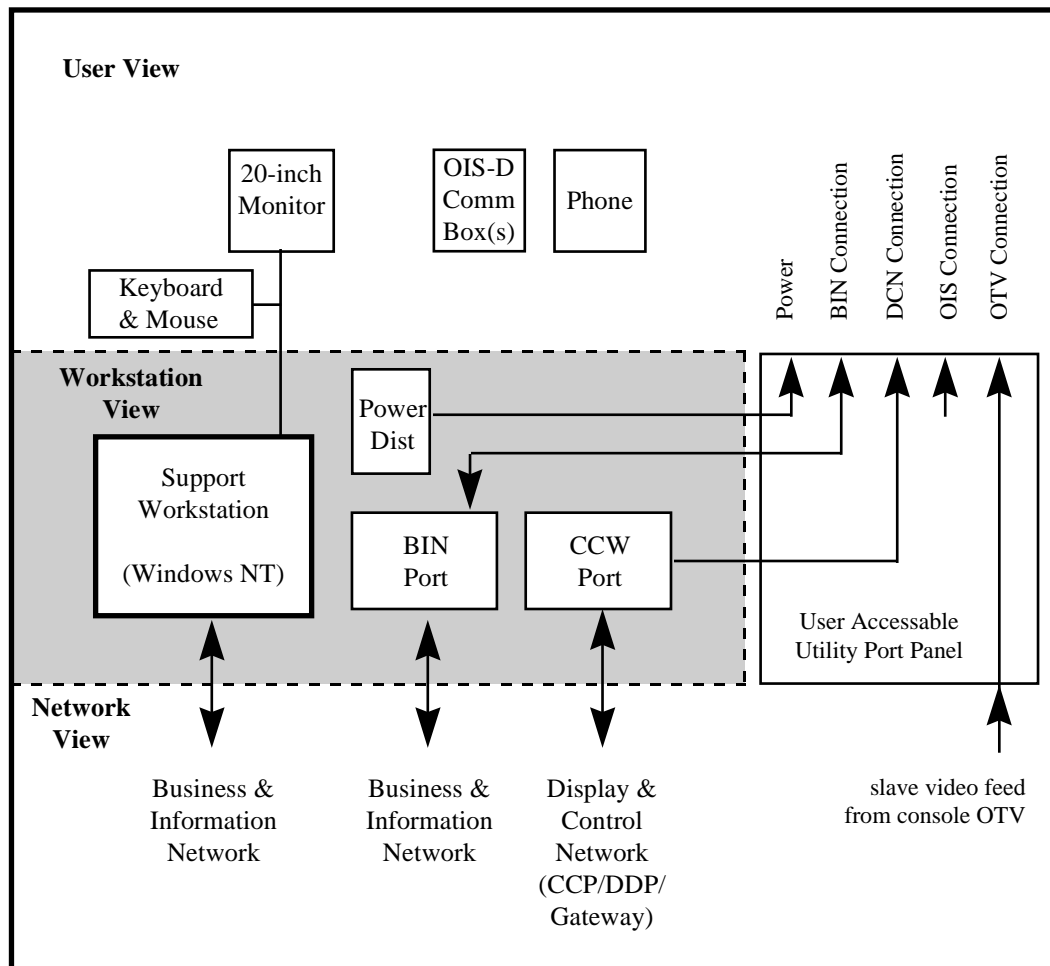 User View
20-inch
Monitor
OIS-D
Comm
Box(s)
Phone
Keyboard
& Mouse
Power
BIN Connection
DCN Connection
OIS Connection
OTV Connection
Workstation
View
Power
Dist
Support
Workstation
(Windows NT)
BIN
Port
CCW
Port
User Accessable
Utility Port Panel
Network
View
Business &
Information
Network
Business &
Information
Network
Display &
Control
Network
(CCP/DDP/
Gateway)
slave video feed
from console OTV